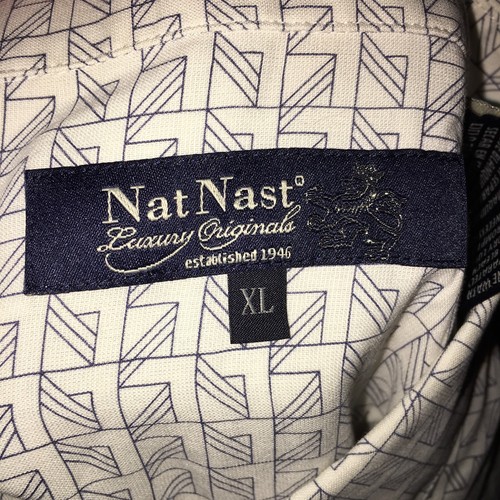 Nat Nast®
Luxury Originals
established 1946
XL